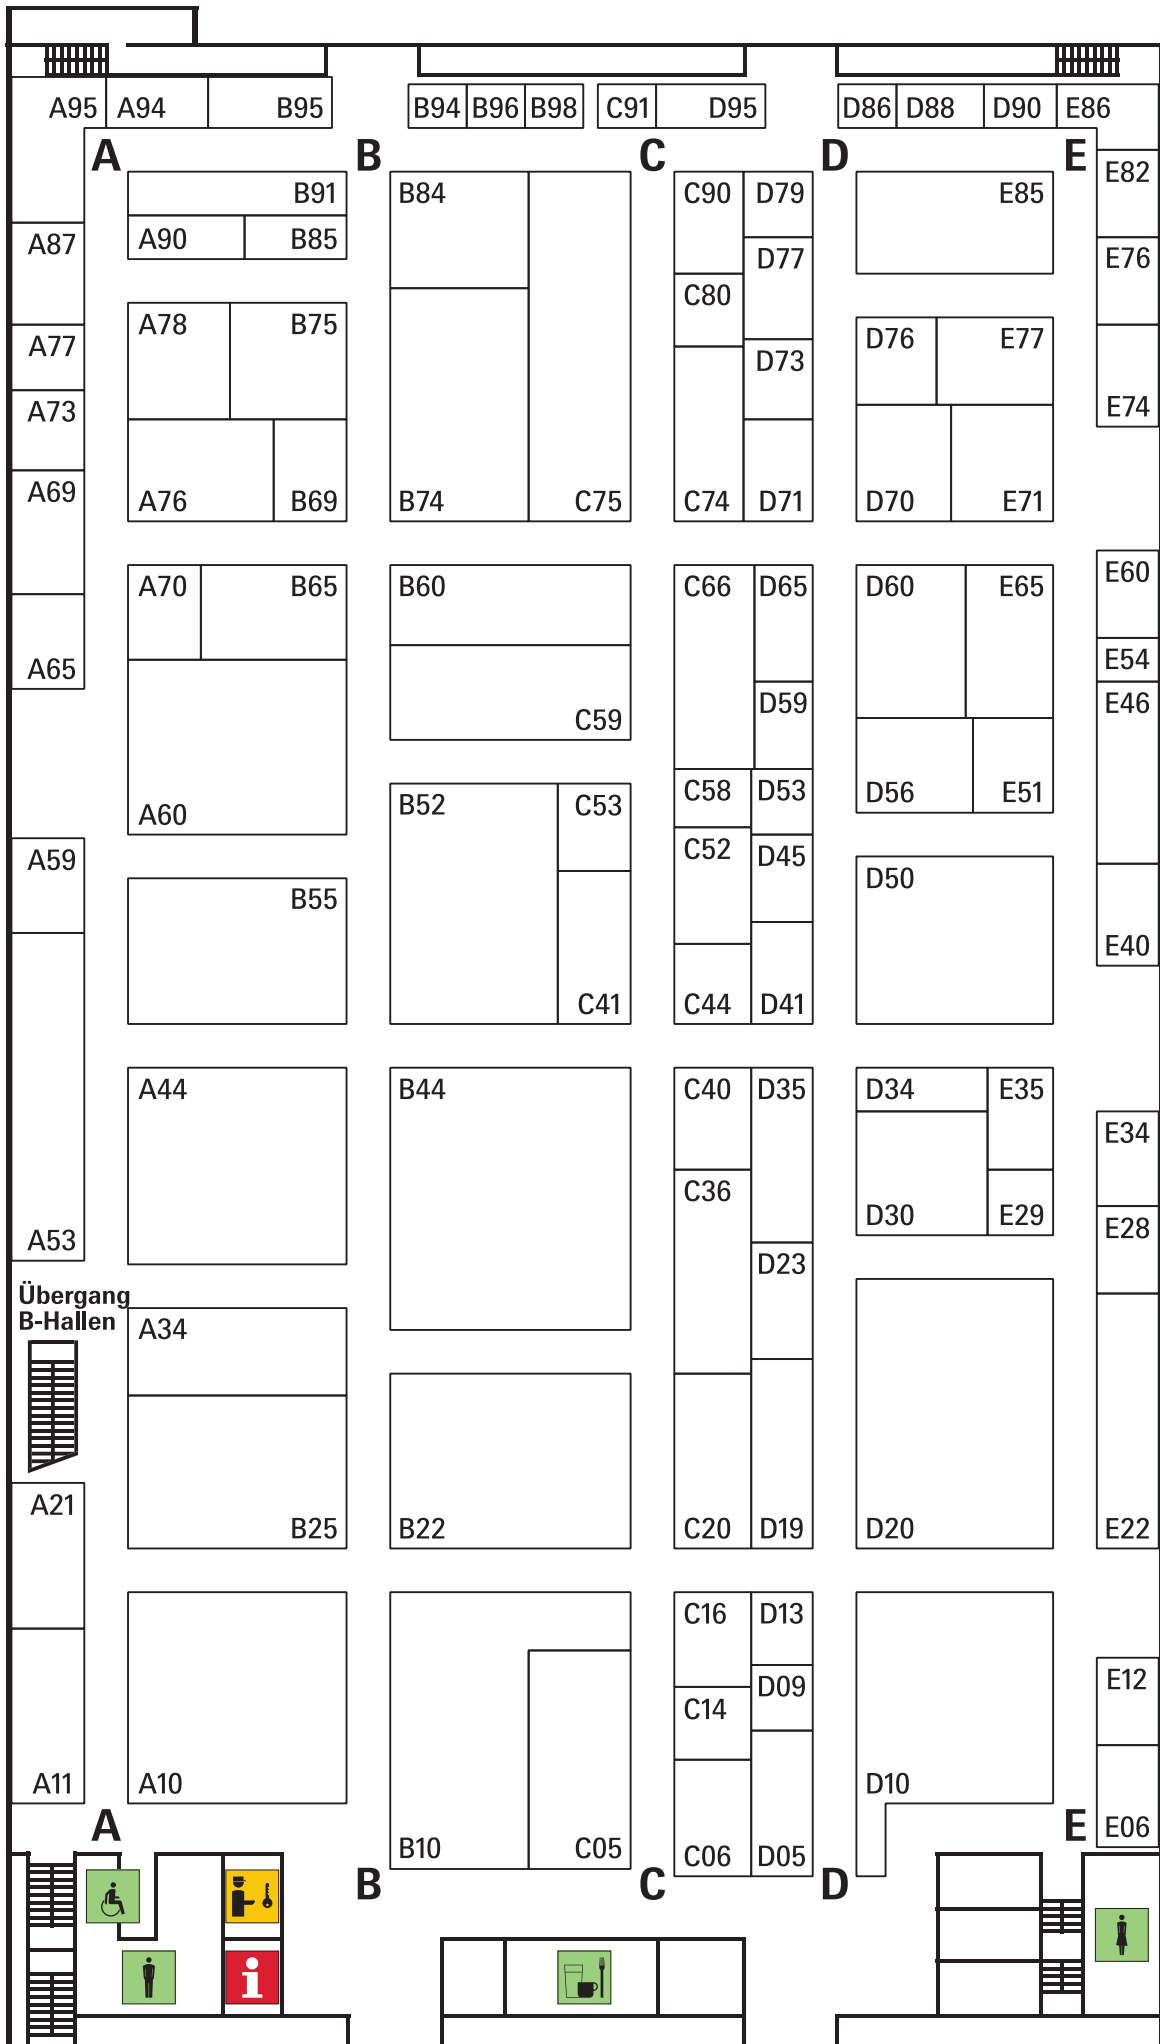 A95 A94 B95 B94 B96 B98 C91 D95 D86 D88 D90 E86
A B C D E
B91 B84 C90 D79 E85 E82
A87 A90 B85 D77 E76
C80
A78 B75 D76 E77
A77 D73
A73 E74
A69 A76 B69 B74 C75 C74 D71 D70 E71
A70 B65 B60 C66 D65 D60 E65 E60
A65 E54
C59 D59 E46
A60 B52 C53 C58 D53 D56 E51
A59 C52 D45
B55 D50
E40
C41 C44 D41
A44 B44 C40 D35 D34 E35
E34
C36
A53 D30 E29 E28
D23
Übergang
B-Hallen
A34
A21
B25 B22 C20 D19 D20 E22
C16 D13
D09 E12
C14
A11 A10 D10
A E
E06
B10 C05 C06 D05
B C D
i